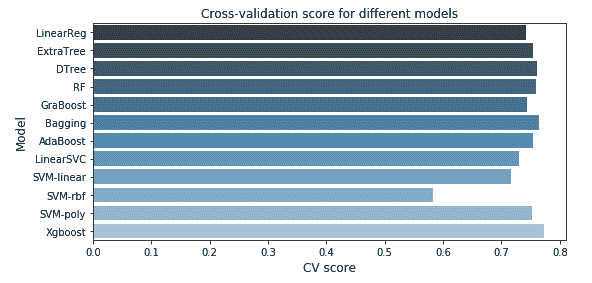 Cross-validation score for different models
Model
LinearReg
ExtraTree
DTree
RF
GraBoost
Bagging
AdaBoost
LinearSVC
SVM-linear
SVM-rbf
SVM-poly
Xgboost
0.0 0.1 0.2 0.3 0.4 0.5 0.6 0.7 0.8
CV score